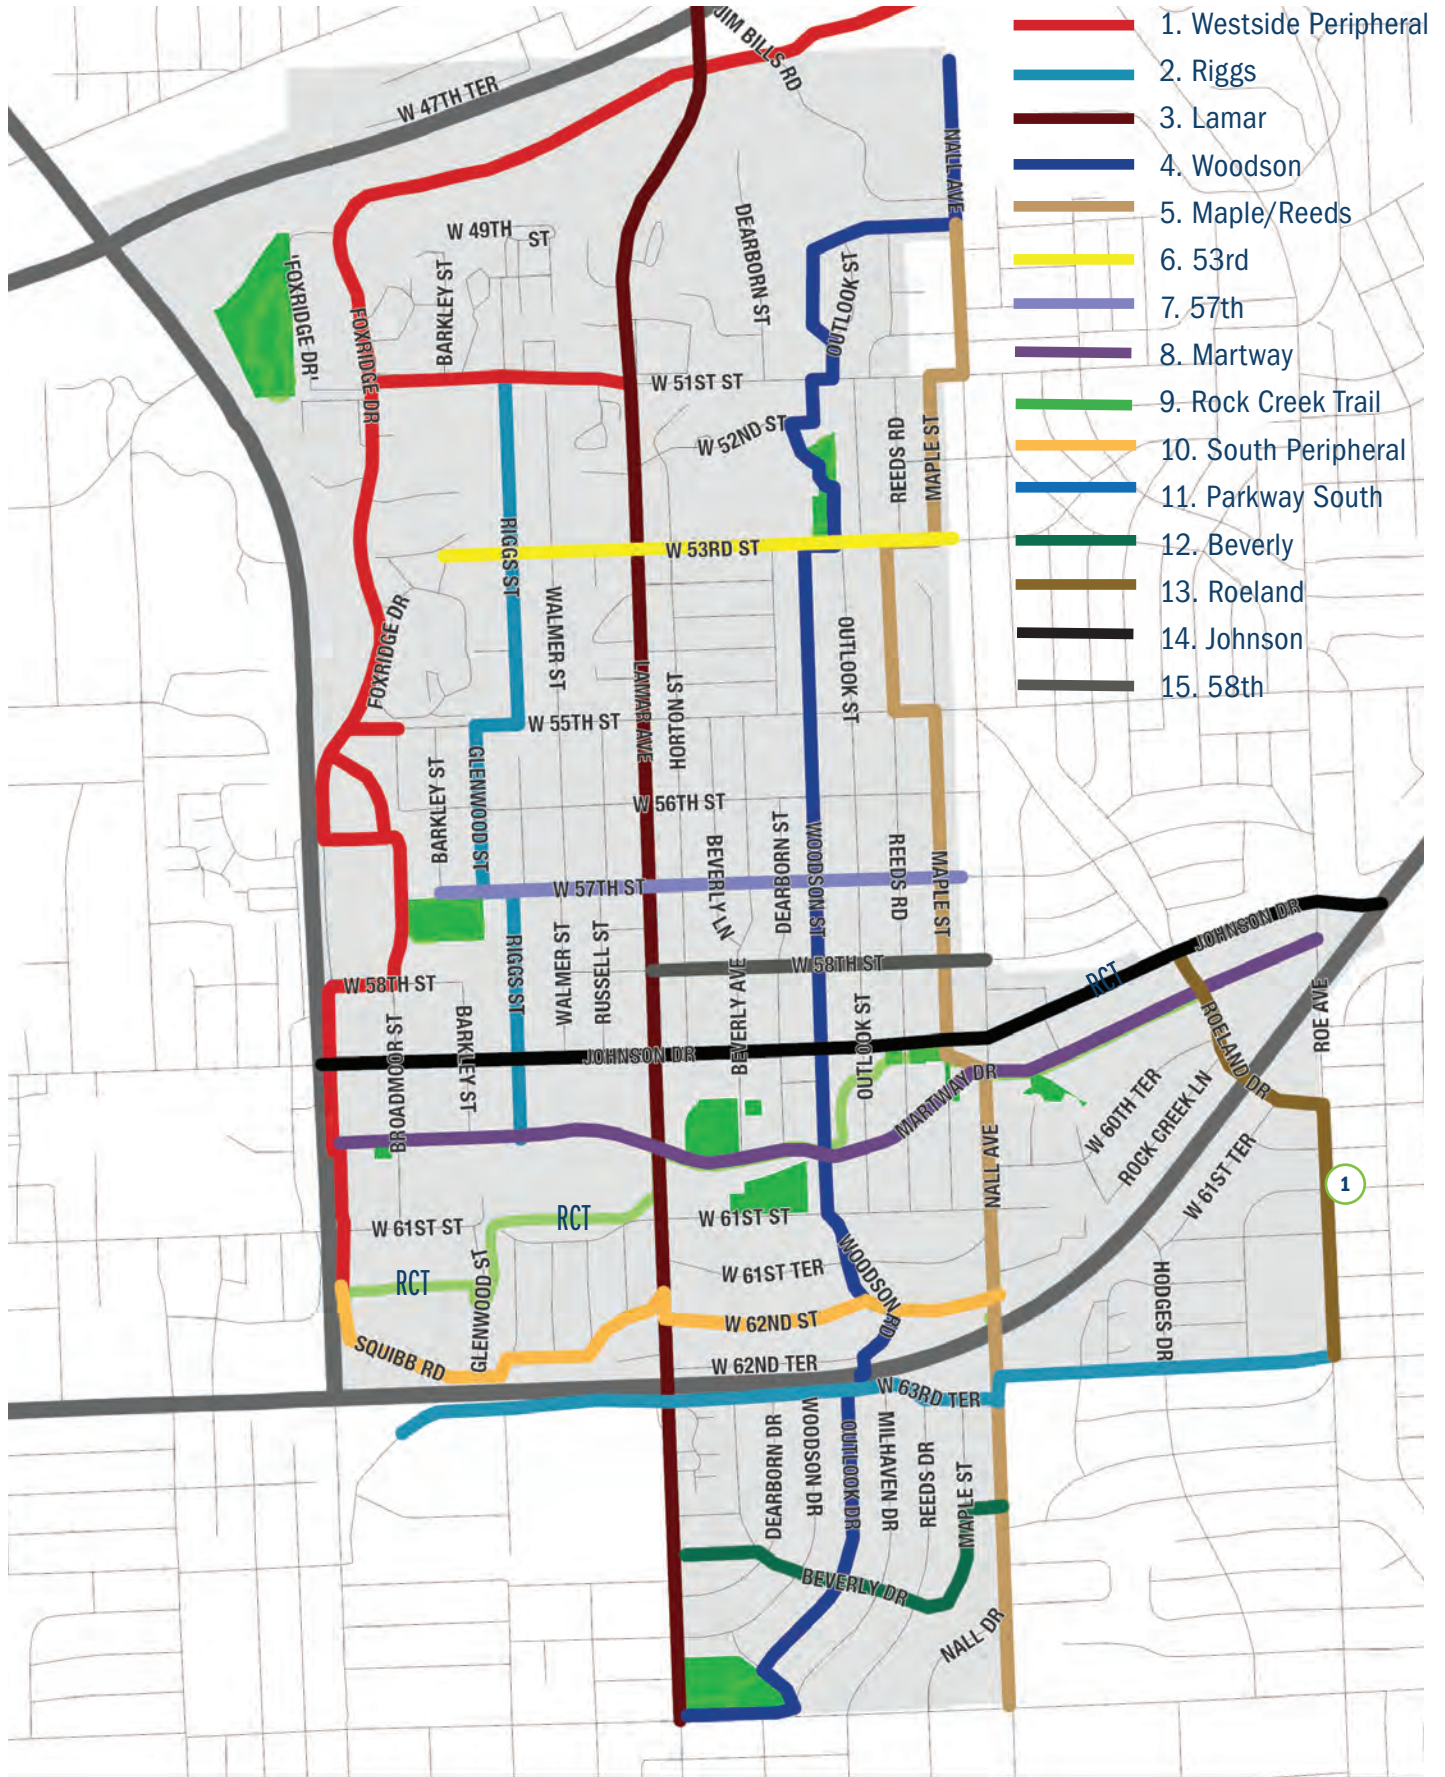 1. Westside Peripheral
2. Riggs
3. Lamar
4. Woodson
5. Maple/Reeds
6. 53rd
7. 57th
8. Martway
9. Rock Creek Trail
10. South Peripheral
11. Parkway South
12. Beverly
13. Roeland
14. Johnson
15. 58th
JIM BILLS RD
W 47TH TER
NALL AVE
W 49TH ST
DEARBORN ST
'FOXRIDGE DR'
BARKLEY ST
OUTLOOK ST
FOXRIDGE DR
W 51ST ST
W 52ND ST
REEDS RD
MAPLE ST
RIGGS ST
W 53RD ST
FOXRIDGE DR
WALMER ST
OUTLOOK ST
LAMAR AVE
HORTON ST
W 55TH ST
BARKLEY ST
GLENWOOD ST
W 56TH ST
BEVERLY LN
DEARBORN ST
WOODSON ST
REEDS RD
MAPLE ST
W 57TH ST
JOHNSON DR
RIGGS ST
WALMER ST
RUSSELL ST
W 58TH ST
W 58TH ST
BEVERLY AVE
RCT
ROE AVE
BROADMOOR ST
BARKLEY ST
OUTLOOK ST
JOHNSON DR
ROELAND DR
MARTWAY DR
W 60TH TER
ROCK CREEK LN
NALL AVE
W 61ST TER
1
RCT
W 61ST ST
W 61ST ST
RCT
GLENWOOD ST
W 61ST TER
WOODSON RD
HODGES DR
W 62ND ST
SQUIBB RD
W 62ND TER
W 63RD TER
DEARBORN DR
WOODSON DR
OUTLOOK DR
MILHAVEN DR
REEDS DR
MAPLE ST
BEVERLY DR
NALL DR